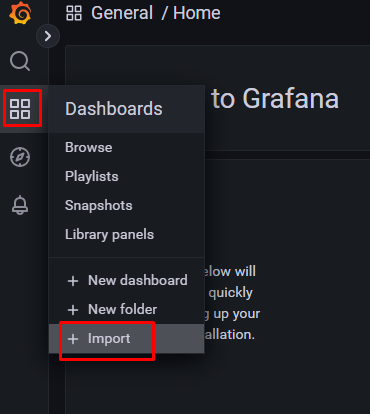 General / Home
to Grafana
Dashboards
Browse
Playlists
Snapshots
Library panels
elow will
+ New dashboard
quickly
+ New folder
g up your
+ Import
allation.